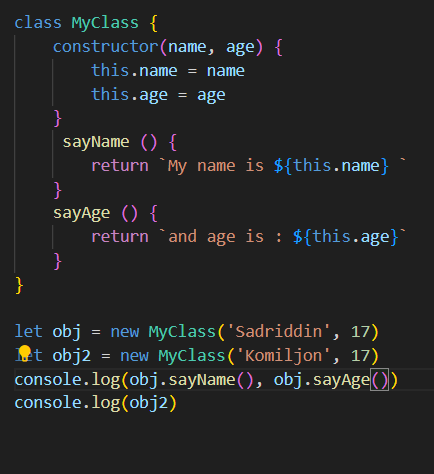 class MyClass {
    constructor(name, age) {
        this.name = name
        this.age = age
    }
     sayName () {
        return `My name is ${this.name} `
    }
    sayAge () {
        return `and age is : ${this.age}`
    }
}

let obj = new MyClass('Sadriddin', 17)
let obj2 = new MyClass('Komiljon', 17)
console.log(obj.sayName(), obj.sayAge())
console.log(obj2)